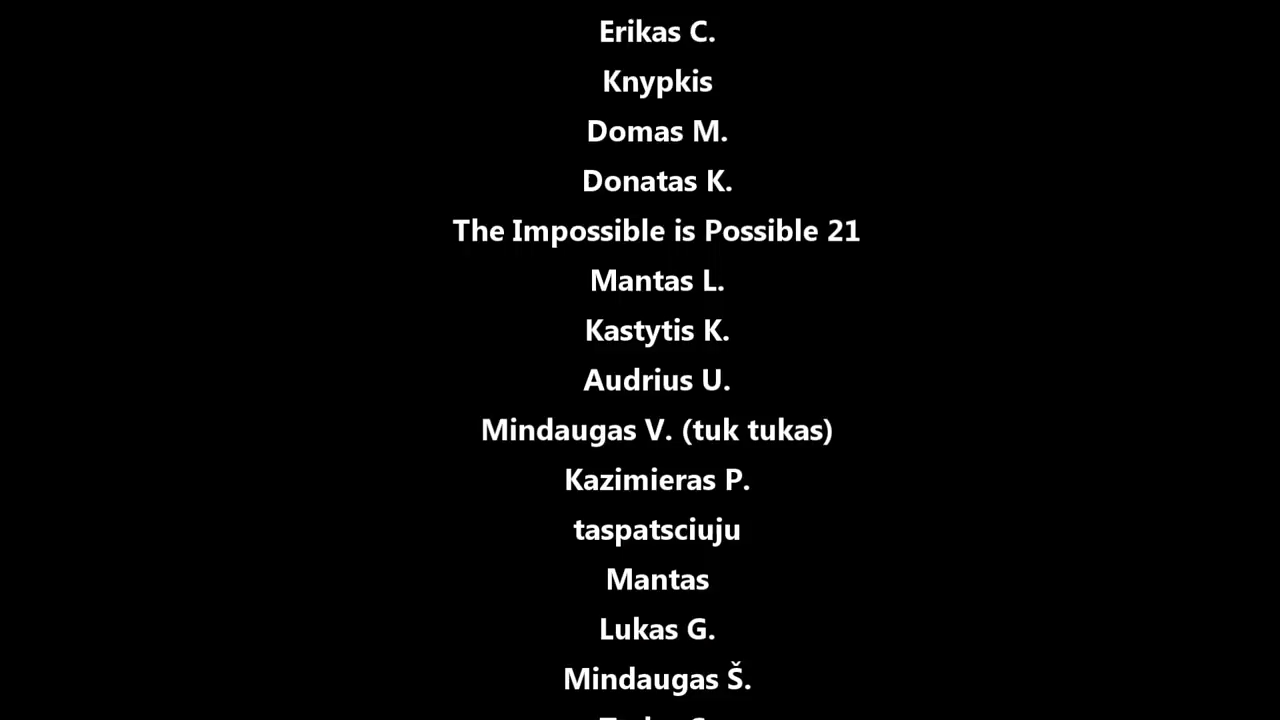 Erikas C.
Knypkis
Domas M.
Donatas K.
The Impossible is Possible 21
Mantas L.
Kastytis K.
Audrius U.
Mindaugas V. (tuk tukas)
Kazimieras P.
taspatsciuju
Mantas
Lukas G.
Mindaugas Š.